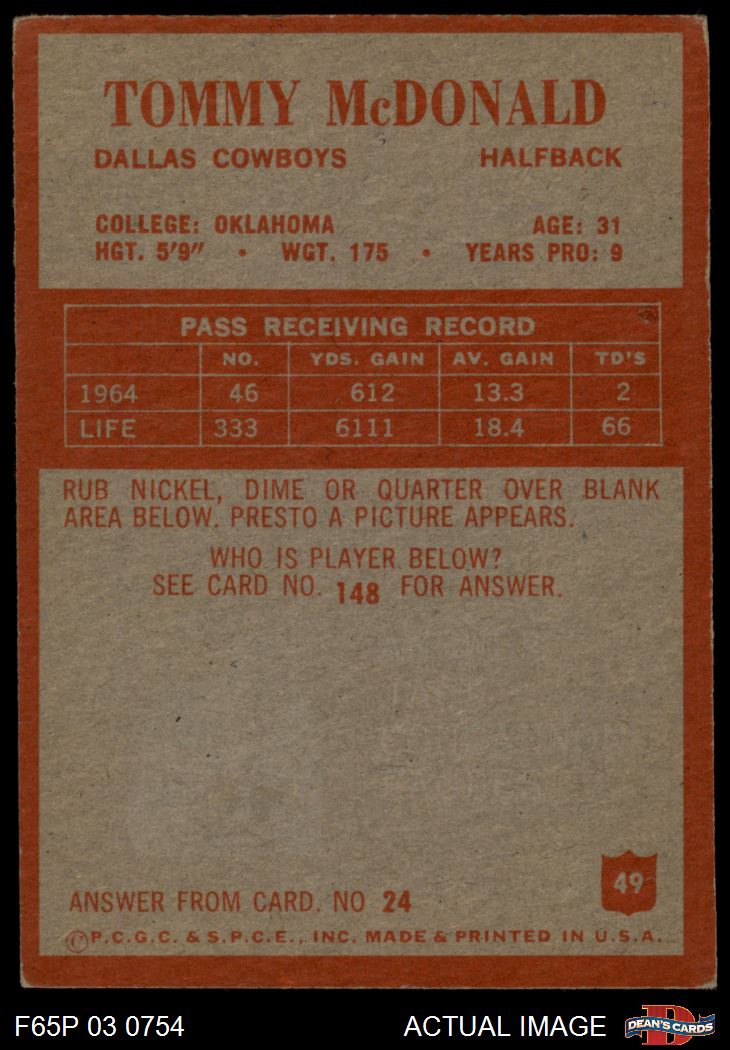 TOMMY McDONALD
DALLAS COWBOYS HALFBACK
COLLEGE: OKLAHOMA AGE: 31
HGT. 5'9" • WGT. 175 • YEARS PRO: 9
PASS RECEIVING RECORD
NO. YDS. GAIN AV. GAIN TD'S
1964 46 612 13.3 2
LIFE 333 6111 18.4 66
RUB NICKEL, DIME OR QUARTER OVER BLANK
AREA BELOW. PRESTO A PICTURE APPEARS.
WHO IS PLAYER BELOW?
SEE CARD NO. 148 FOR ANSWER.
49
ANSWER FROM CARD. NO 24
©P.C.G.C. & S.P.C.E., INC. MADE & PRINTED IN U.S.A.
F65P 03 0754 ACTUAL IMAGE D DEAN'S CARDS